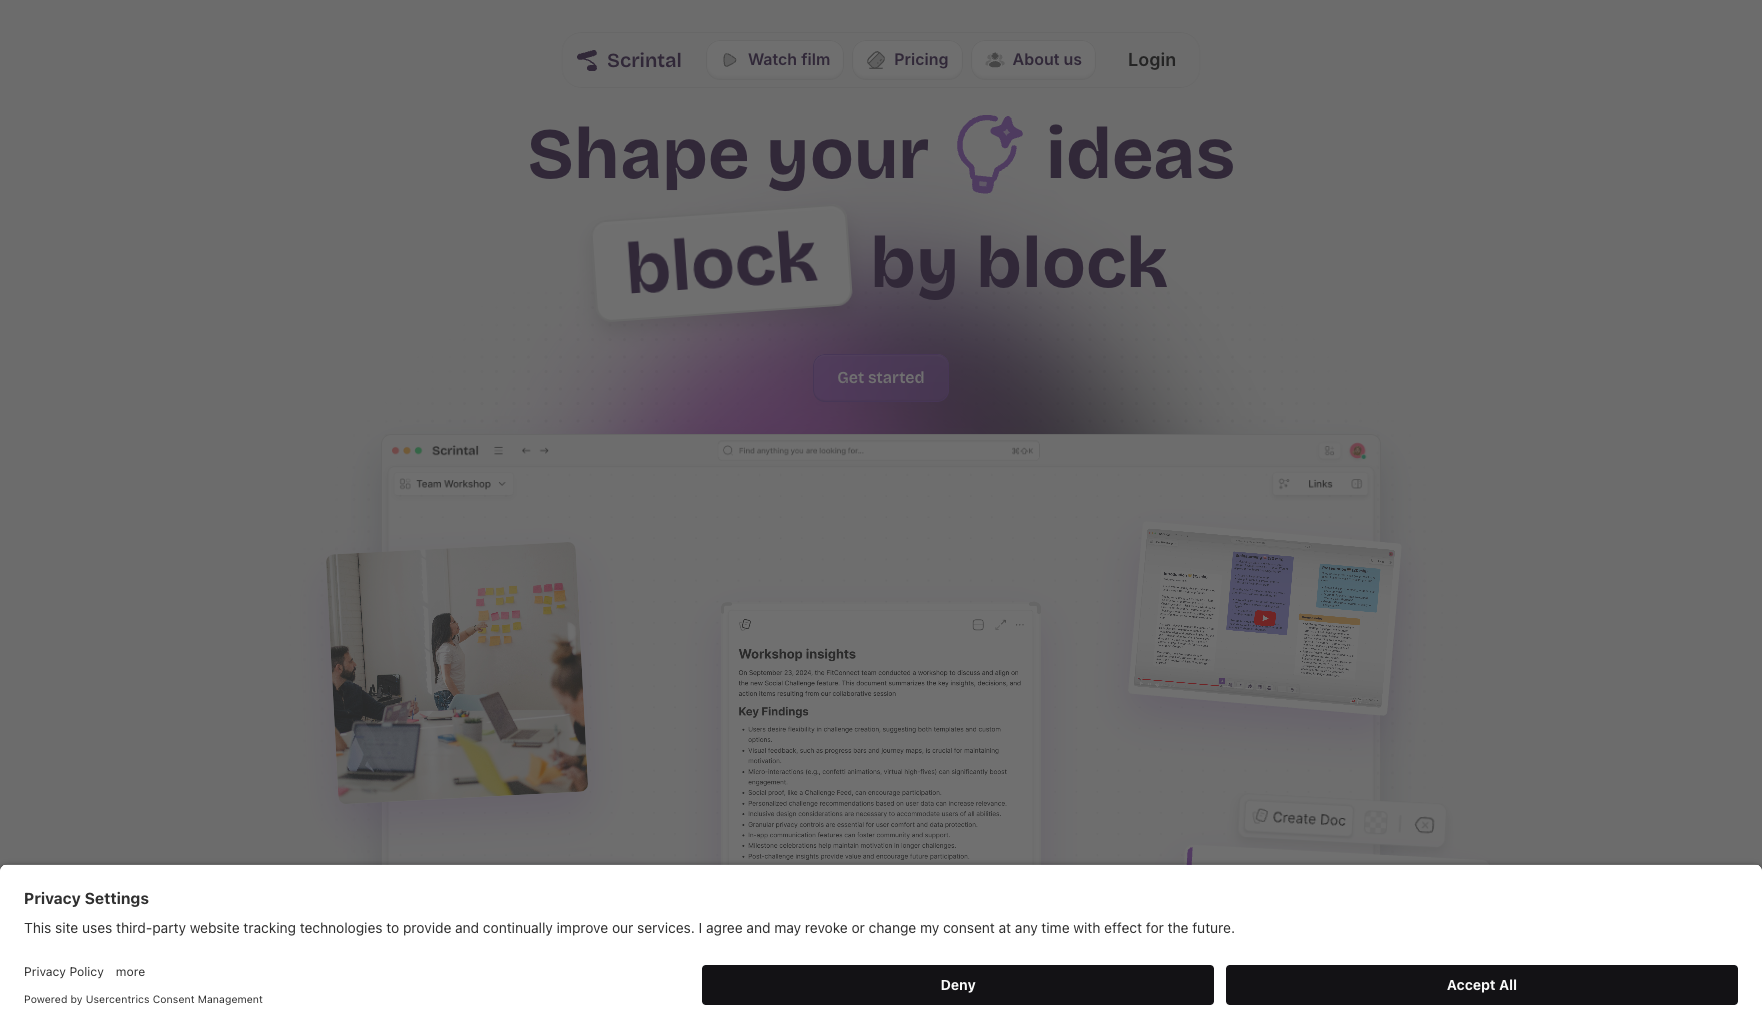 Scrintal
Watch film
Pricing
About us
Login
Shape your ideas
block by block
Get started
Scrintal
Find anything you are looking for...
Team Workshop
Links
Workshop insights
On September 23, 2024, the FitConnect team conducted a workshop to discuss and align on
the new Social Challenge feature. This document summarizes the key insights, decisions, and
action items resulting from our collaborative session
Key Findings
• Users desire flexibility in challenge creation, suggesting both templates and custom
options.
• Visual feedback, such as progress bars and journey maps, is crucial for maintaining
motivation.
• Micro-interactions (e.g., confetti animations, virtual high-fives) can significantly boost
engagement.
• Social proof, like a Challenge Feed, can encourage participation.
• Personalized challenge recommendations based on user data can increase relevance.
• Inclusive design considerations are necessary to accommodate users of all abilities.
• Granular privacy controls are essential for user comfort and data protection.
• In-app communication features can foster community and support.
• Milestone celebrations help maintain motivation in longer challenges.
• Post-challenge insights provide value and encourage future participation.
Create Doc
Privacy Settings
This site uses third-party website tracking technologies to provide and continually improve our services. I agree and may revoke or change my consent at any time with effect for the future.
Privacy Policy more
Powered by Usercentrics Consent Management
Deny
Accept All